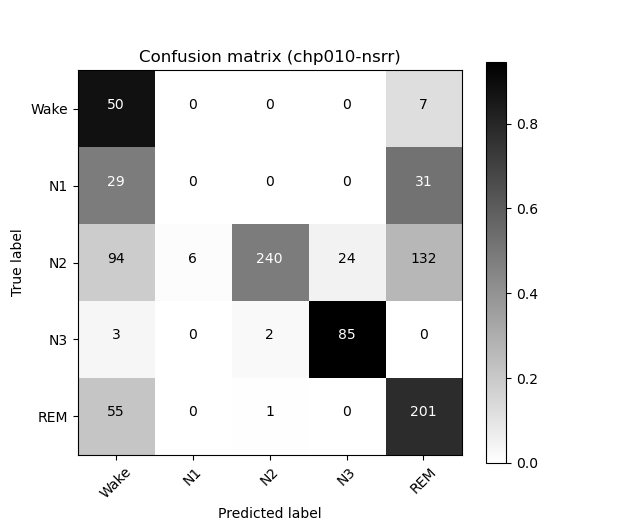 Confusion matrix (chp010-nsrr)
Wake 50 0 0 0 7
N1 29 0 0 0 31
N2 94 6 240 24 132
N3 3 0 2 85 0
REM 55 0 1 0 201
Wake N1 N2 N3 REM
True label
Predicted label
0.8
0.6
0.4
0.2
0.0